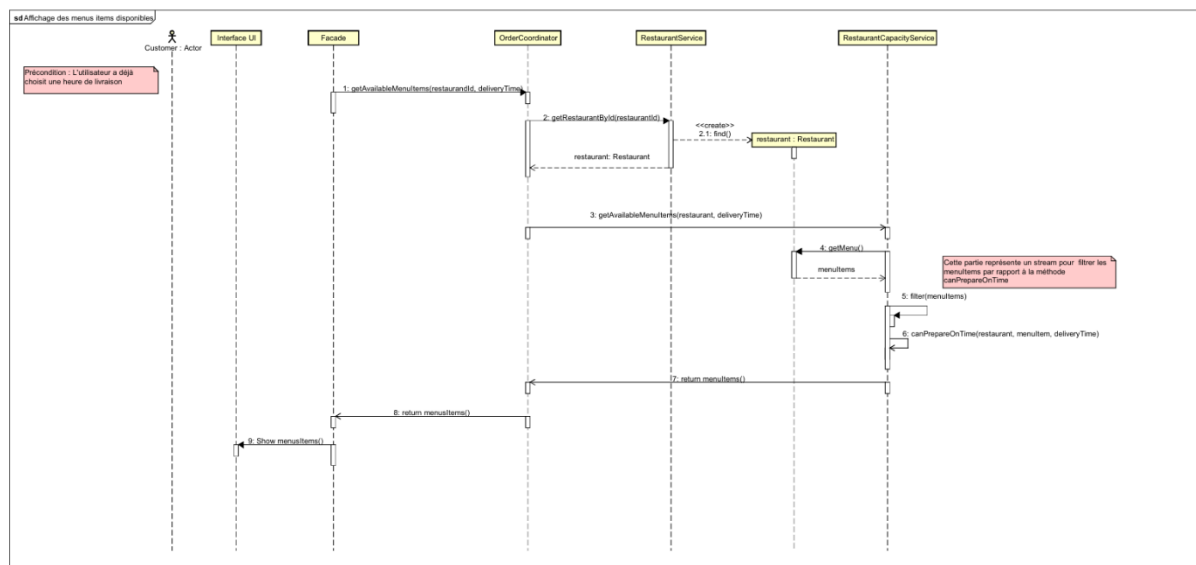 sd Affichage des menus items disponibles
Customer : Actor
Interface UI
Facade
OrderCoordinator
RestaurantService
RestaurantCapacityService
Précondition : L'utilisateur a déjà
choisit une heure de livraison
1: getAvailableMenuItems(restaurandId, deliveryTime)
2: getRestaurantById(restaurantId)
<<create>>
2.1: find()
restaurant : Restaurant
restaurant: Restaurant
3: getAvailableMenuItems(restaurant, deliveryTime)
4: getMenu()
menuItems
Cette partie représente un stream pour filtrer les
menuItems par rapport à la méthode
canPrepareOnTime
5: filter(menuItems)
6: canPrepareOnTime(restaurant, menuItem, deliveryTime)
7: return menuItems()
8: return menusItems()
9: Show menusItems()